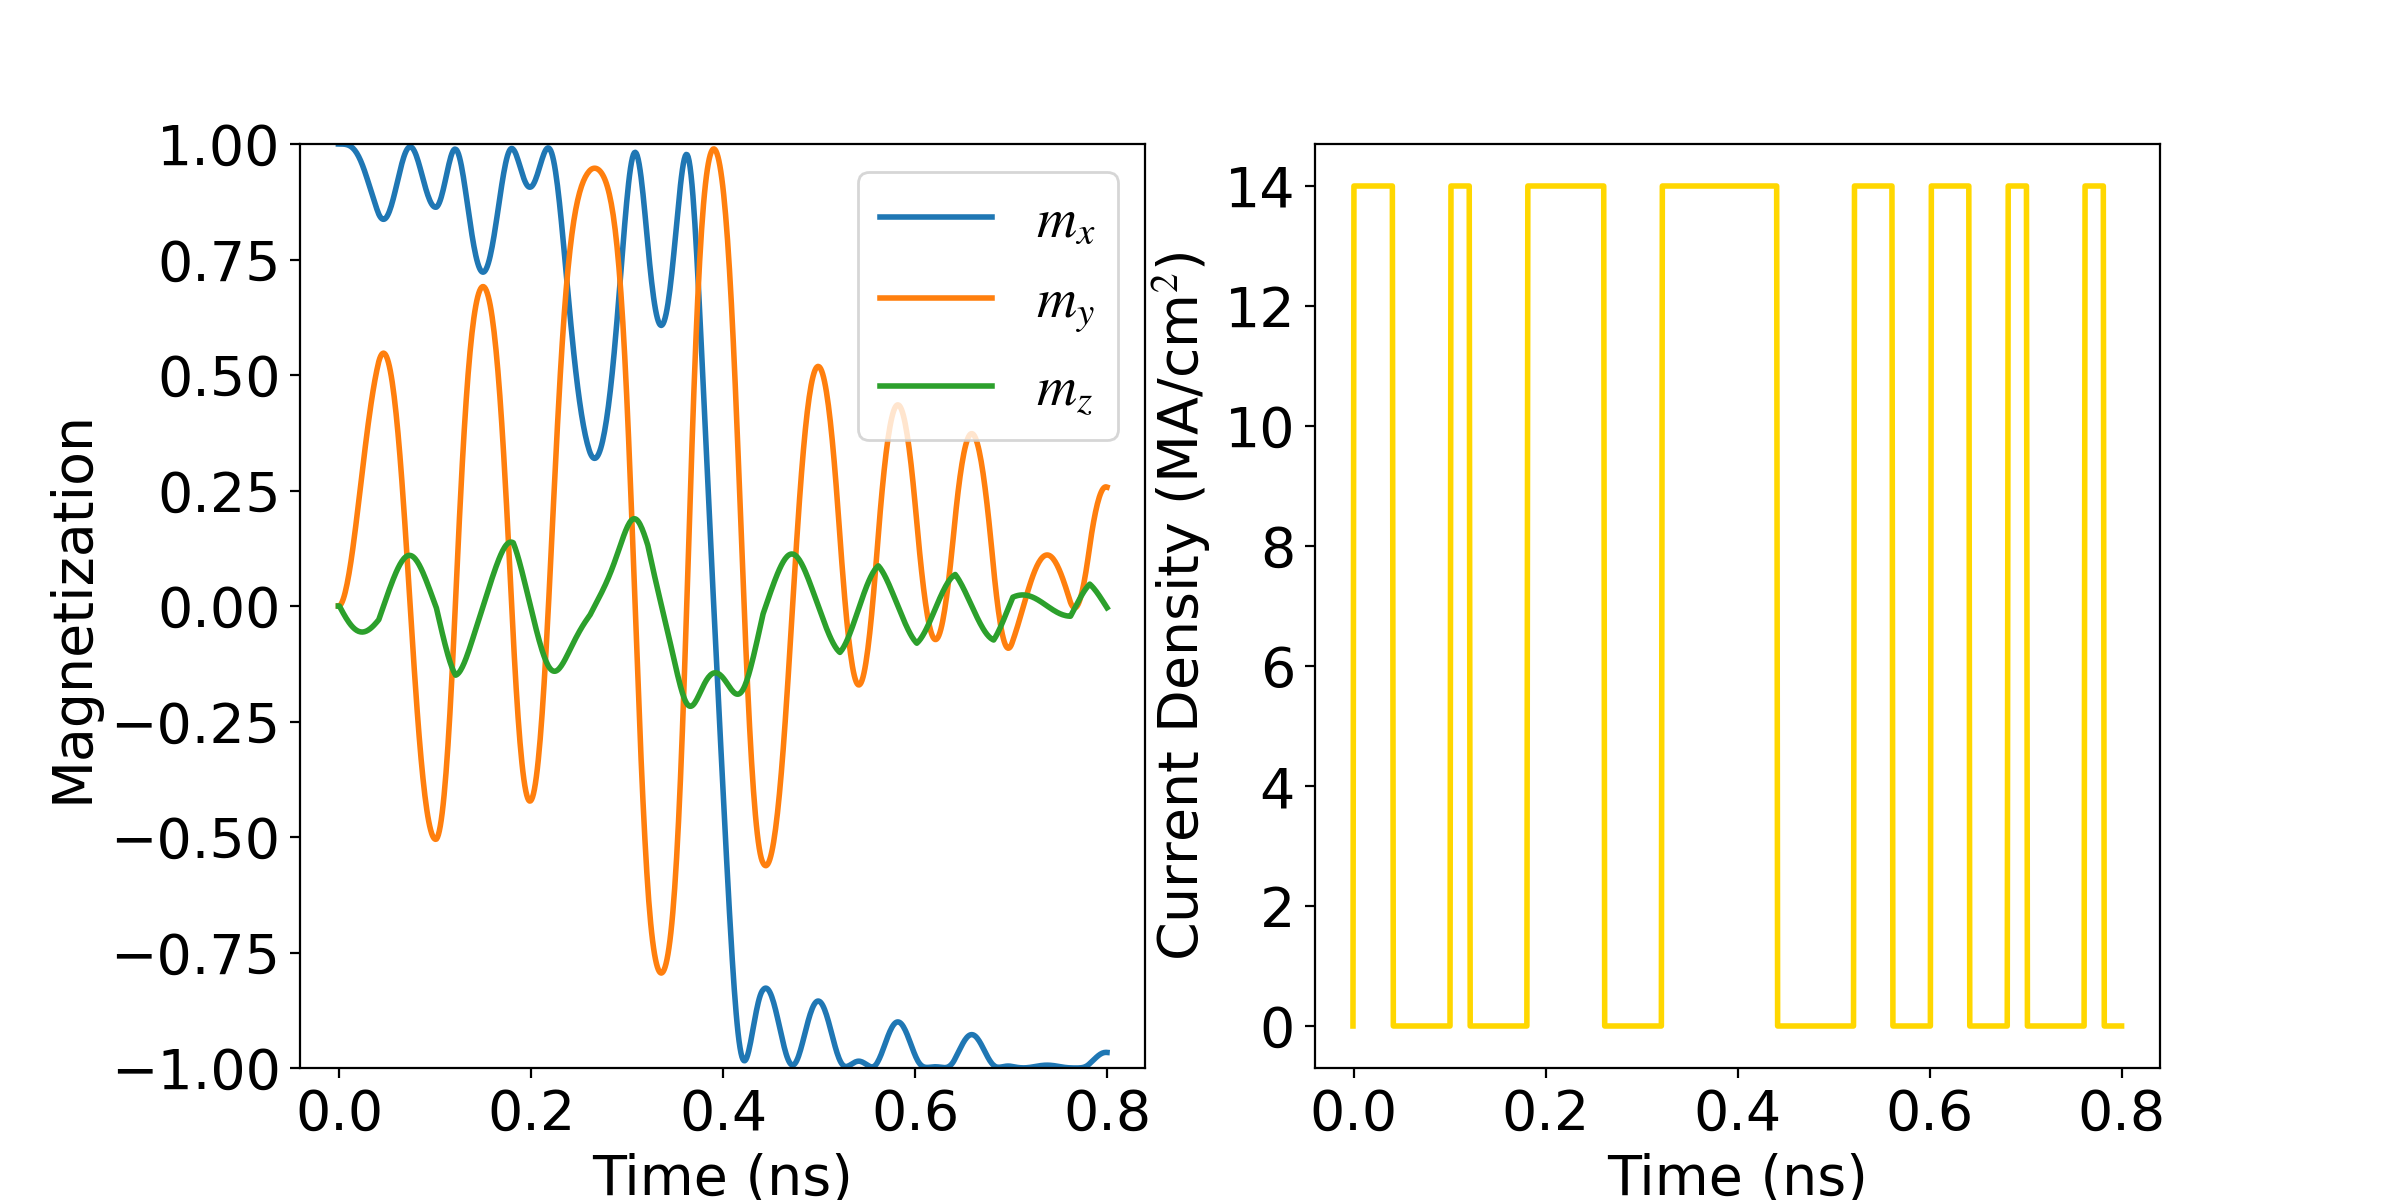 Magnetization
1.00
0.75
0.50
0.25
0.00
−0.25
−0.50
−0.75
−1.00
0.0 0.2 0.4 0.6 0.8
Time (ns)
m_x
m_y
m_z
Current Density (MA/cm²)
14
12
10
8
6
4
2
0
0.0 0.2 0.4 0.6 0.8
Time (ns)